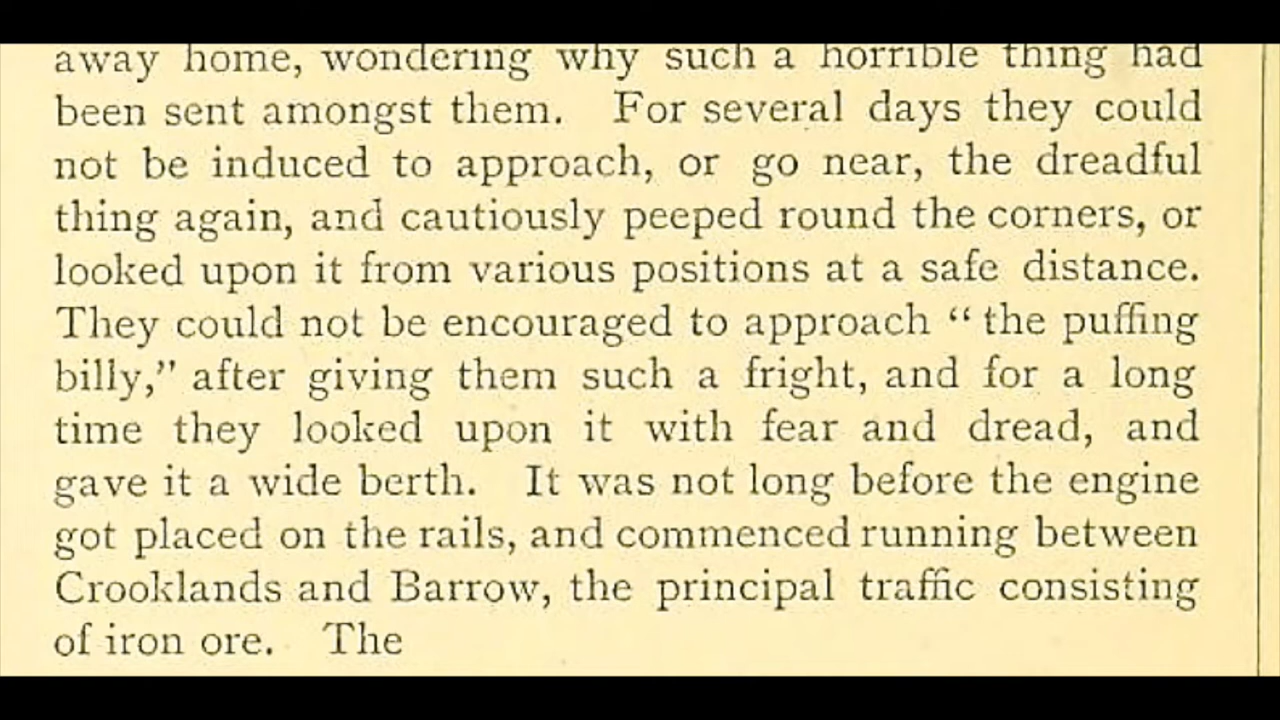 away home, wondering why such a horrible thing had
been sent amongst them. For several days they could
not be induced to approach, or go near, the dreadful
thing again, and cautiously peeped round the corners, or
looked upon it from various positions at a safe distance.
They could not be encouraged to approach “ the puffing
billy,” after giving them such a fright, and for a long
time they looked upon it with fear and dread, and
gave it a wide berth. It was not long before the engine
got placed on the rails, and commenced running between
Crooklands and Barrow, the principal traffic consisting
of iron ore. The